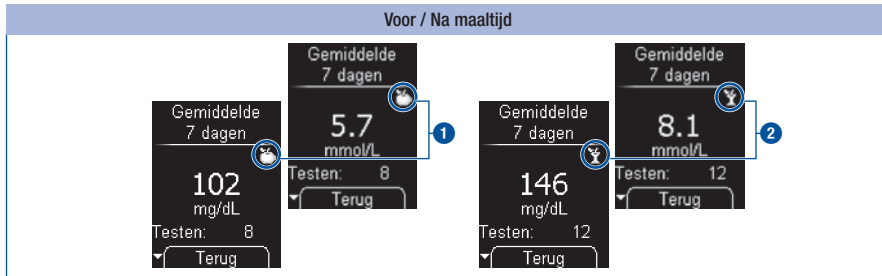 Voor / Na maaltijd
Gemiddelde
7 dagen
102
mg/dL
Testen: 8
Terug
Gemiddelde
7 dagen
5.7
mmol/L
Testen: 8
Terug
1
Gemiddelde
7 dagen
146
mg/dL
Testen: 12
Terug
Gemiddelde
7 dagen
8.1
mmol/L
Testen: 12
Terug
2